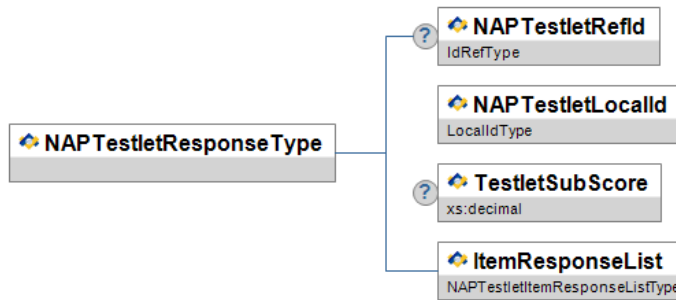 ?
NAPTestletRefId
IdRefType
NAPTestletLocalId
LocalIdType
NAPTestletResponseType
?
TestletSubScore
xs:decimal
ItemResponseList
NAPTestletItemResponseListType